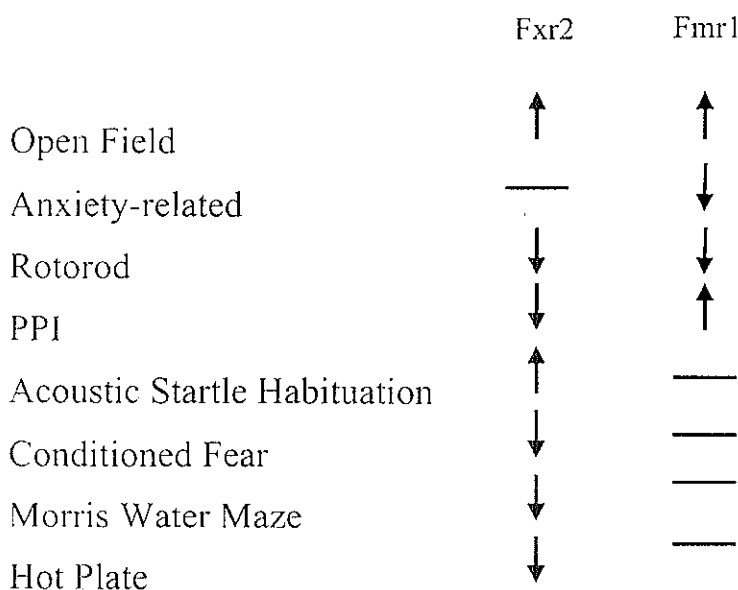 Fxr2 Fmr1
Open Field ↑ ↑
Anxiety-related — ↓
Rotorod ↓ ↓
PPI ↓ ↑
Acoustic Startle Habituation ↑ —
Conditioned Fear ↓ —
Morris Water Maze ↓ —
Hot Plate ↓ —